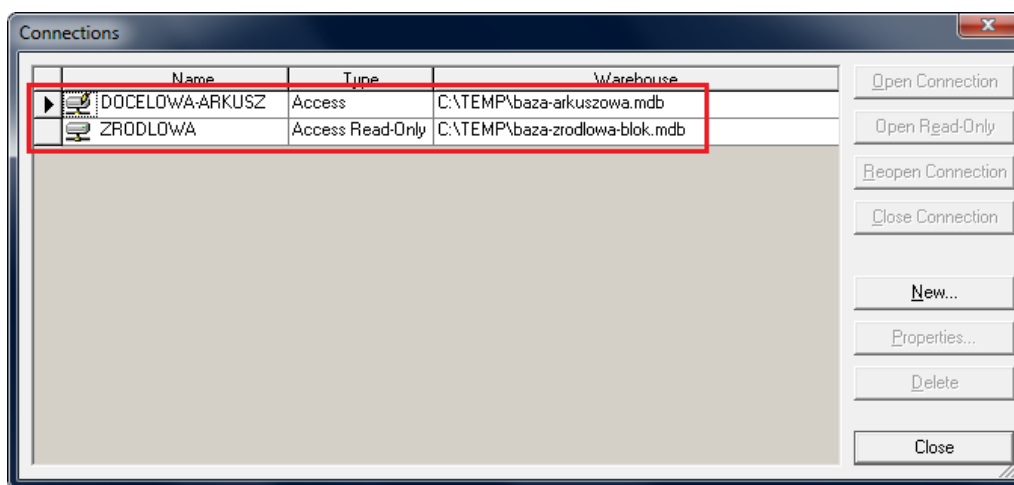 Connections
Name Type Warehouse
DOCELOWA-ARKUSZ Access C:\TEMP\baza-arkuszowa.mdb
ZRODLOWA Access Read-Only C:\TEMP\baza-zrodlowa-blok.mdb
Open Connection
Open Read-Only
Reopen Connection
Close Connection
New...
Properties...
Delete
Close